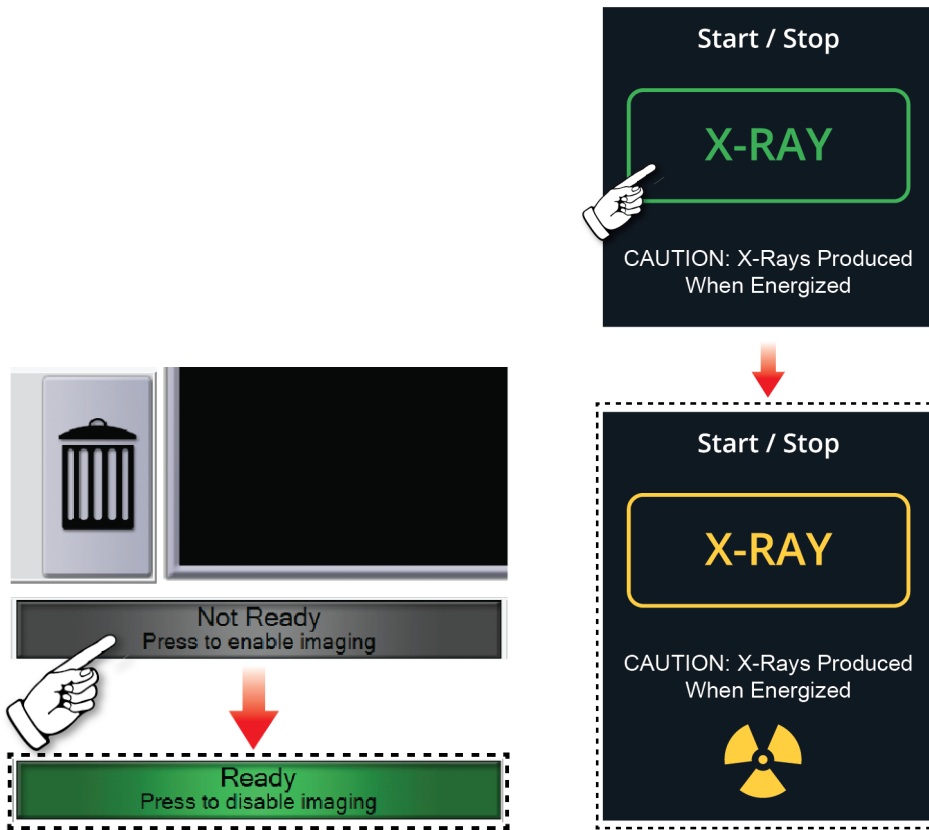 Not Ready
Press to enable imaging
Ready
Press to disable imaging
Start / Stop
X-RAY
CAUTION: X-Rays Produced
When Energized
Start / Stop
X-RAY
CAUTION: X-Rays Produced
When Energized